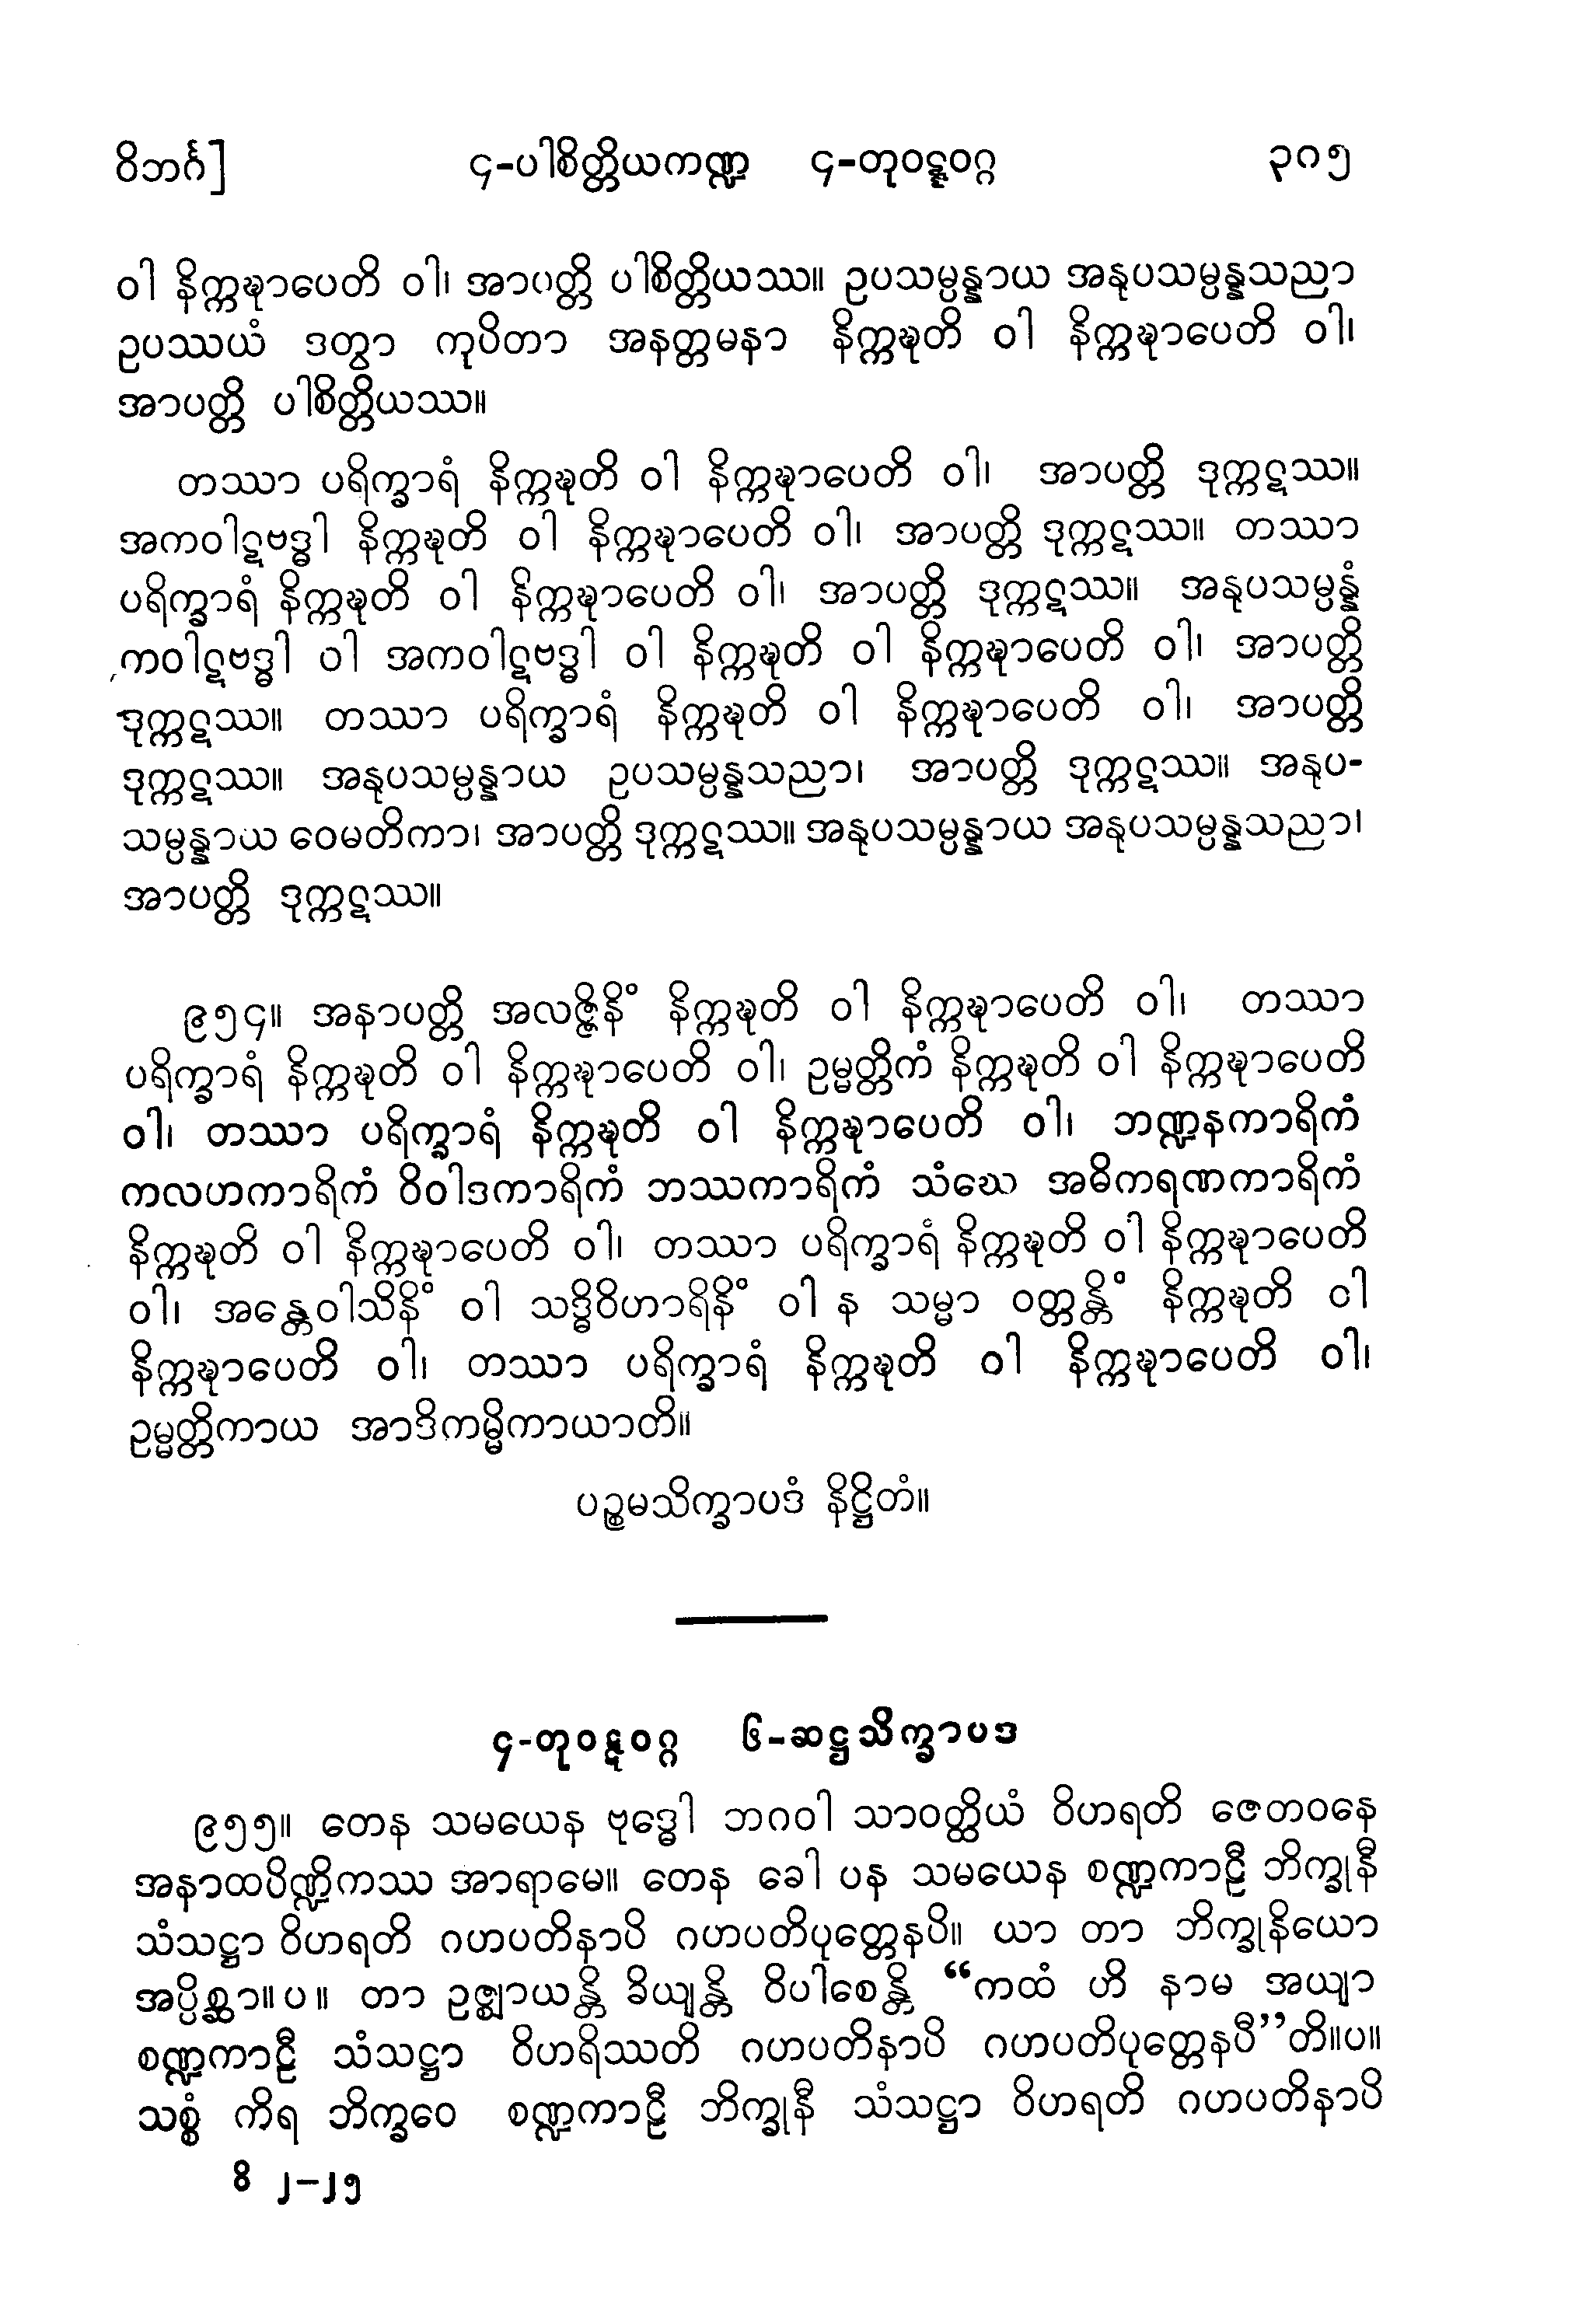 ဝိဘင်္ဂ] ၄-ပါစိတ္တိယကဏ္ဍ ၄-တုဝဋ္ဋဝဂ္ဂ ၃၈၅
ဝါ နိက္ကဍ္ဎာပေတိ ဝါ၊ အာပတ္တိ ပါစိတ္တိယဿ။ ဥပသမ္ပန္နာယ အနုပသမ္ပန္နသညာ
ဥပဿယံ ဒတွာ ကုပိတာ အနတ္တမနာ နိက္ကဍ္ဎတိ ဝါ နိက္ကဍ္ဎာပေတိ ဝါ၊
အာပတ္တိ ပါစိတ္တိယဿ။
တဿာ ပရိက္ခာရံ နိက္ကဍ္ဎတိ ဝါ နိက္ကဍ္ဎာပေတိ ဝါ၊ အာပတ္တိ ဒုက္ကဋဿ။
အကဝါဋဗဒ္ဓါ နိက္ကဍ္ဎတိ ဝါ နိက္ကဍ္ဎာပေတိ ဝါ၊ အာပတ္တိ ဒုက္ကဋဿ။ တဿာ
ပရိက္ခာရံ နိက္ကဍ္ဎတိ ဝါ နိက္ကဍ္ဎာပေတိ ဝါ၊ အာပတ္တိ ဒုက္ကဋဿ။ အနုပသမ္ပန္နံ
ကဝါဋဗဒ္ဓါ ဝါ အကဝါဋဗဒ္ဓါ ဝါ နိက္ကဍ္ဎတိ ဝါ နိက္ကဍ္ဎာပေတိ ဝါ၊ အာပတ္တိ
ဒုက္ကဋဿ။ တဿာ ပရိက္ခာရံ နိက္ကဍ္ဎတိ ဝါ နိက္ကဍ္ဎာပေတိ ဝါ၊ အာပတ္တိ
ဒုက္ကဋဿ။ အနုပသမ္ပန္နာယ ဥပသမ္ပန္နသညာ၊ အာပတ္တိ ဒုက္ကဋဿ။ အနုပ-
သမ္ပန္နာယ ဝေမတိကာ၊ အာပတ္တိ ဒုက္ကဋဿ။ အနုပသမ္ပန္နာယ အနုပသမ္ပန္နသညာ၊
အာပတ္တိ ဒုက္ကဋဿ။
၉၅၄။ အနာပတ္တိ အလဇ္ဇိနိံ နိက္ကဍ္ဎတိ ဝါ နိက္ကဍ္ဎာပေတိ ဝါ၊ တဿာ
ပရိက္ခာရံ နိက္ကဍ္ဎတိ ဝါ နိက္ကဍ္ဎာပေတိ ဝါ၊ ဥမ္မတ္တိကံ နိက္ကဍ္ဎတိ ဝါ နိက္ကဍ္ဎာပေတိ
ဝါ၊ တဿာ ပရိက္ခာရံ နိက္ကဍ္ဎတိ ဝါ နိက္ကဍ္ဎာပေတိ ဝါ၊ ဘဏ္ဍနကာရိကံ
ကလဟကာရိကံ ဝိဝါဒကာရိကံ ဘဿကာရိကံ သံဃေ အဓိကရဏကာရိကံ
နိက္ကဍ္ဎတိ ဝါ နိက္ကဍ္ဎာပေတိ ဝါ၊ တဿာ ပရိက္ခာရံ နိက္ကဍ္ဎတိ ဝါ နိက္ကဍ္ဎာပေတိ
ဝါ၊ အန္တေဝါသိနိံ ဝါ သဒ္ဓိဝိဟာရိနိံ ဝါ န သမ္မာ ဝတ္တန္တိံ နိက္ကဍ္ဎတိ ဝါ
နိက္ကဍ္ဎာပေတိ ဝါ၊ တဿာ ပရိက္ခာရံ နိက္ကဍ္ဎတိ ဝါ နိက္ကဍ္ဎာပေတိ ဝါ၊
ဥမ္မတ္တိကာယ အာဒိကမ္မိကာယာတိ။
ပဉ္စမသိက္ခာပဒံ နိဋ္ဌိတံ။
၄-တုဝဋ္ဋဝဂ္ဂ ၆-ဆဋ္ဌသိက္ခာပဒ
၉၅၅။ တေန သမယေန ဗုဒ္ဓေါ ဘဂဝါ သာဝတ္ထိယံ ဝိဟရတိ ဇေတဝနေ
အနာထပိဏ္ဍိကဿ အာရာမေ။ တေန ခေါ ပန သမယေန စဏ္ဍကာဠီ ဘိက္ခုနီ
သံသဋ္ဌာ ဝိဟရတိ ဂဟပတိနာပိ ဂဟပတိပုတ္တေနပိ။ ယာ တာ ဘိက္ခုနိယော
အပ္ပိစ္ဆာ။ပ။ တာ ဥဇ္ဈာယန္တိ ခိယျန္တိ ဝိပါစေန္တိ “ကထံ ဟိ နာမ အယျာ
စဏ္ဍကာဠီ သံသဋ္ဌာ ဝိဟရိဿတိ ဂဟပတိနာပိ ဂဟပတိပုတ္တေနပီ”တိ။ပ။
သစ္စံ ကိရ ဘိက္ခဝေ စဏ္ဍကာဠီ ဘိက္ခုနီ သံသဋ္ဌာ ဝိဟရတိ ဂဟပတိနာပိ
ဝိ ၂–၂၅